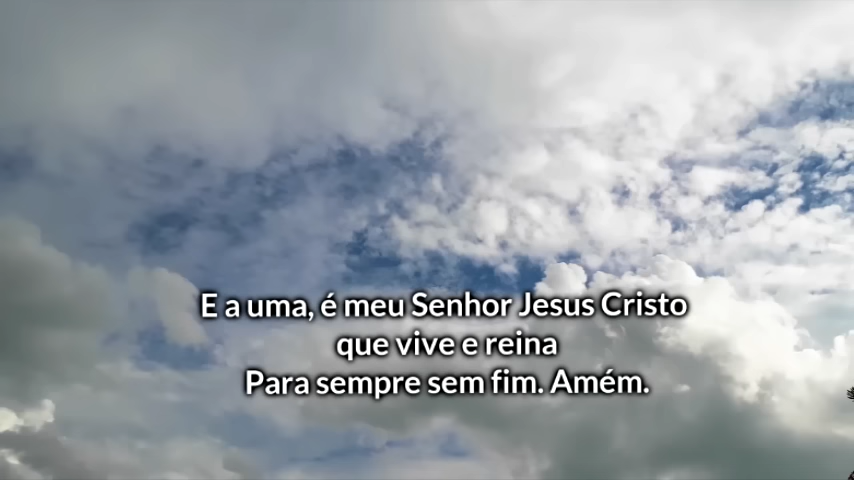 E a uma, é meu Senhor Jesus Cristo
que vive e reina
Para sempre sem fim. Amém.